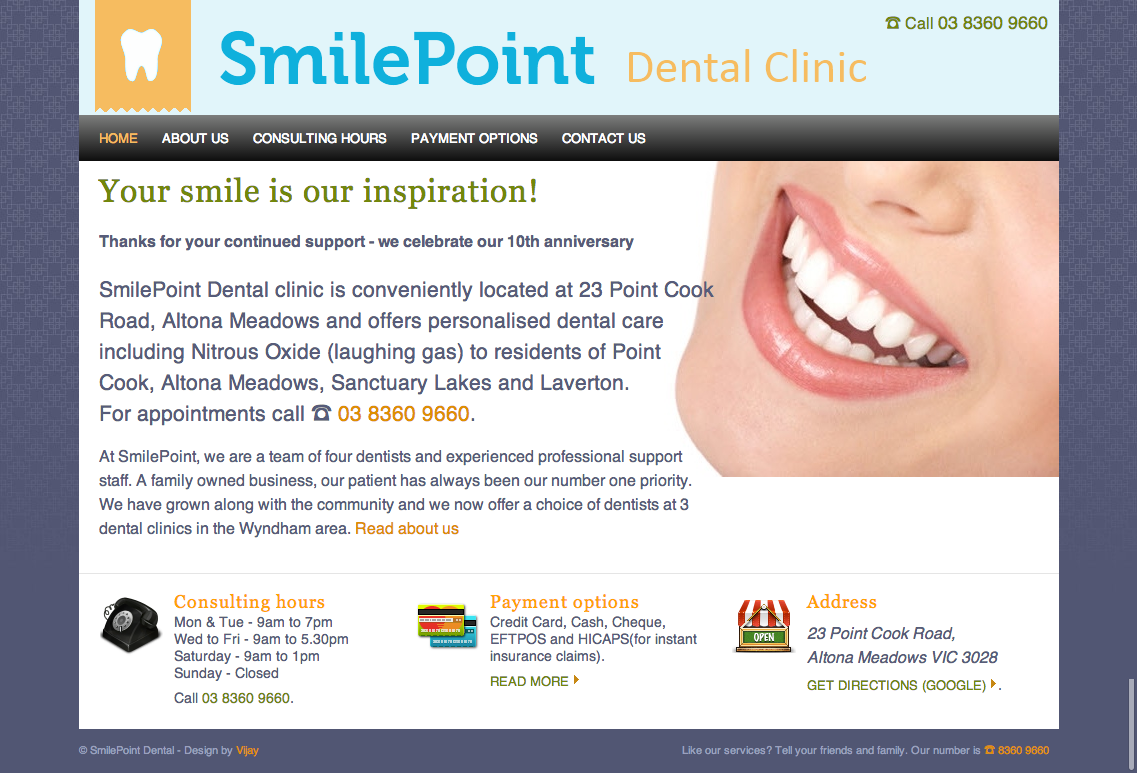 ☎ Call 03 8360 9660
SmilePoint Dental Clinic
HOME ABOUT US CONSULTING HOURS PAYMENT OPTIONS CONTACT US
Your smile is our inspiration!
Thanks for your continued support - we celebrate our 10th anniversary
SmilePoint Dental clinic is conveniently located at 23 Point Cook
Road, Altona Meadows and offers personalised dental care
including Nitrous Oxide (laughing gas) to residents of Point
Cook, Altona Meadows, Sanctuary Lakes and Laverton.
For appointments call ☎ 03 8360 9660.
At SmilePoint, we are a team of four dentists and experienced professional support
staff. A family owned business, our patient has always been our number one priority.
We have grown along with the community and we now offer a choice of dentists at 3
dental clinics in the Wyndham area. Read about us
Consulting hours
Mon & Tue - 9am to 7pm
Wed to Fri - 9am to 5.30pm
Saturday - 9am to 1pm
Sunday - Closed
Call 03 8360 9660.
Payment options
Credit Card, Cash, Cheque,
EFTPOS and HICAPS(for instant
insurance claims).
READ MORE
OPEN
Address
23 Point Cook Road,
Altona Meadows VIC 3028
GET DIRECTIONS (GOOGLE) .
© SmilePoint Dental - Design by Vijay
Like our services? Tell your friends and family. Our number is ☎ 8360 9660